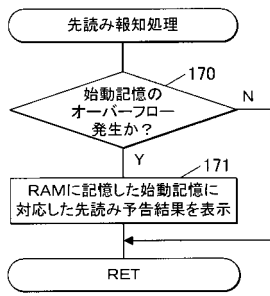 先読み報知処理
170
始動記憶の
オーバーフロー
発生か?
N
Y
171
RAMに記憶した始動記憶に
対応した先読み予告結果を表示
RET